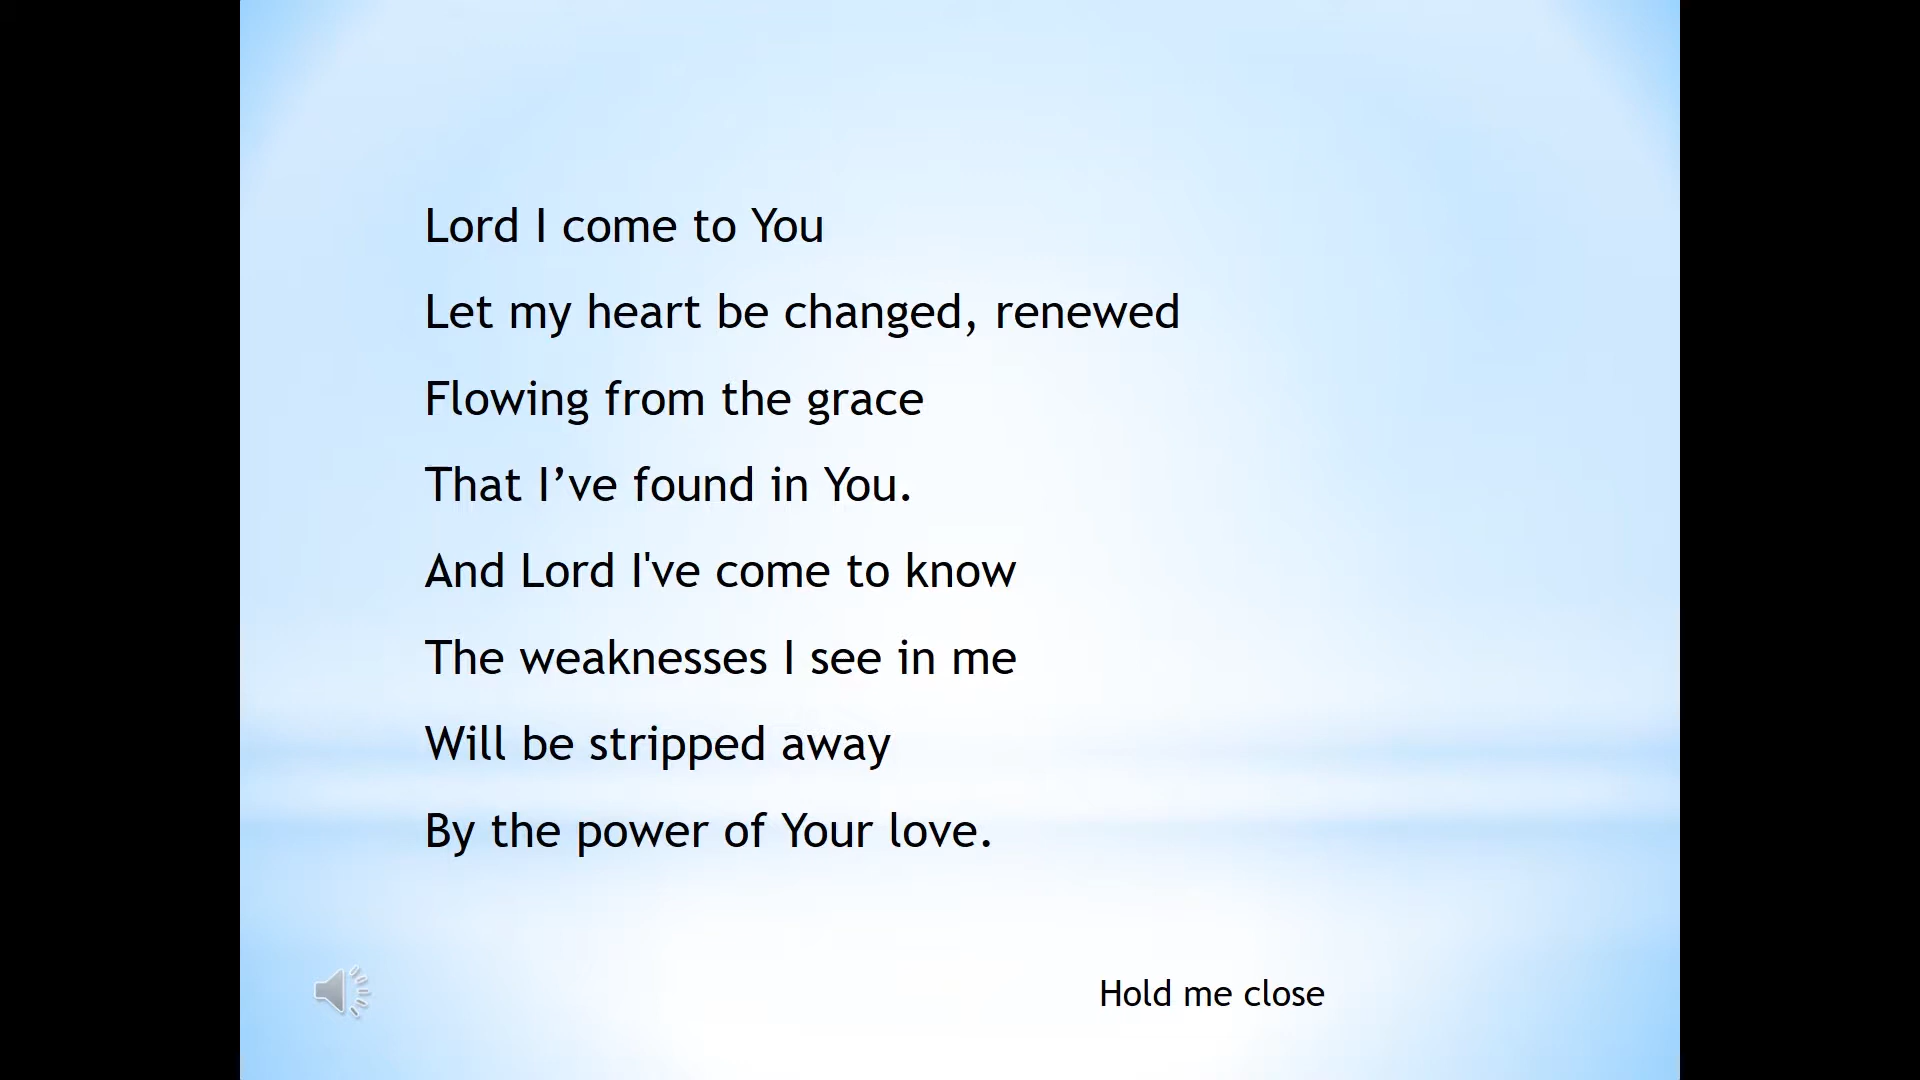 Lord I come to You
Let my heart be changed, renewed
Flowing from the grace
That I’ve found in You.
And Lord I've come to know
The weaknesses I see in me
Will be stripped away
By the power of Your love.
Hold me close